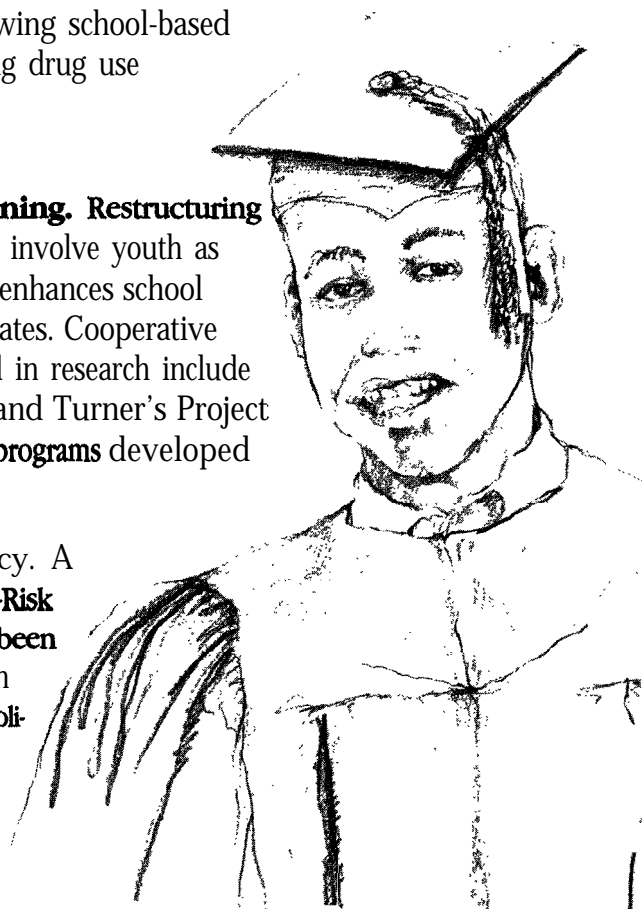 wing school-based
g drug use
ning. Restructuring
involve youth as
enhances school
ates. Cooperative
l in research include
and Turner's Project
programs developed
cy. A
-Risk
been
n
oli-